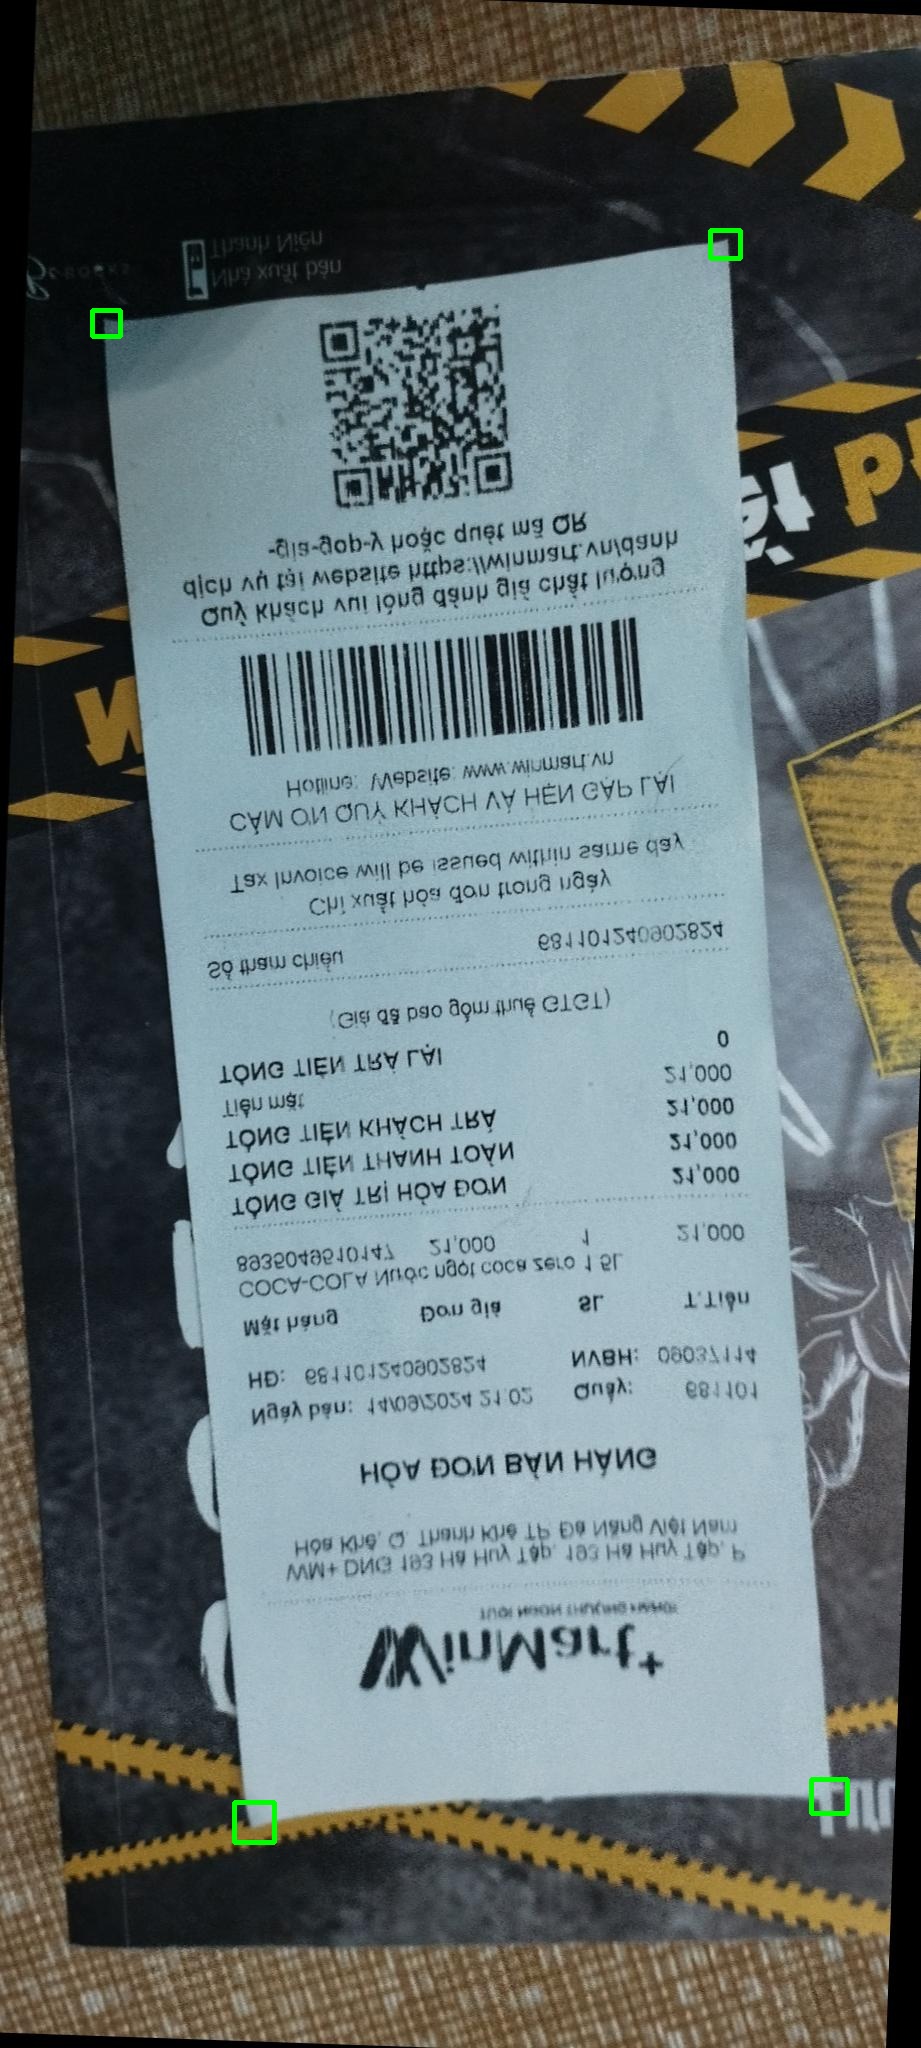 WinMart+
TƯƠI NGON THƯỢNG HẠNG
WM+ DNG 193 Hà Huy Tập, 193 Hà Huy Tập, P.
Hòa Khê, Q. Thanh Khê TP. Đà Nẵng Việt Nam
HÓA ĐƠN BÁN HÀNG
Ngày bán: 14/09/2024 21:02 Quầy: 681101
HĐ: 681101240902824 NVBH: 09037114
Mặt hàng Đơn giá SL T.Tiền
COCA-COLA Nước ngọt coca zero 1.5L
8935049510147 21,000 1 21,000
TỔNG GIÁ TRỊ HÓA ĐƠN 21,000
TỔNG TIỀN THANH TOÁN 21,000
TỔNG TIỀN KHÁCH TRẢ 21,000
Tiền mặt 21,000
TỔNG TIỀN TRẢ LẠI 0
(Giá đã bao gồm thuế GTGT)
Số tham chiếu 681101240902824
Chỉ xuất hóa đơn trong ngày
Tax Invoice will be issued within same day
CẢM ƠN QUÝ KHÁCH VÀ HẸN GẶP LẠI
Hotline: Website: www.winmart.vn
Quý khách vui lòng đánh giá chất lượng
dịch vụ tại website https://winmart.vn/danh
-gia-gop-y hoặc quét mã QR
Nhà xuất bản
Thanh Niên